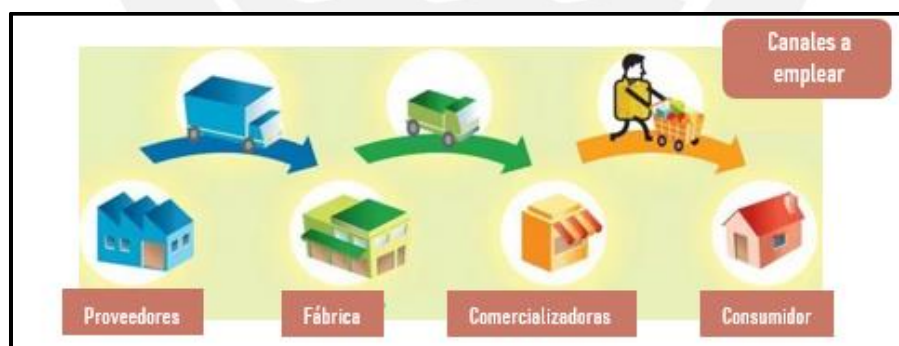 Canales a
emplear
Proveedores
Fábrica
Comercializadoras
Consumidor